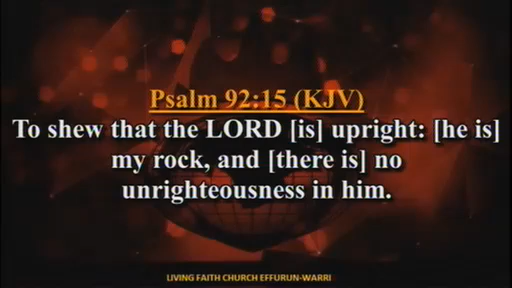 Psalm 92:15 (KJV)
To shew that the LORD [is] upright: [he is]
my rock, and [there is] no
unrighteousness in him.
LIVING FAITH CHURCH EFFURUN-WARRI